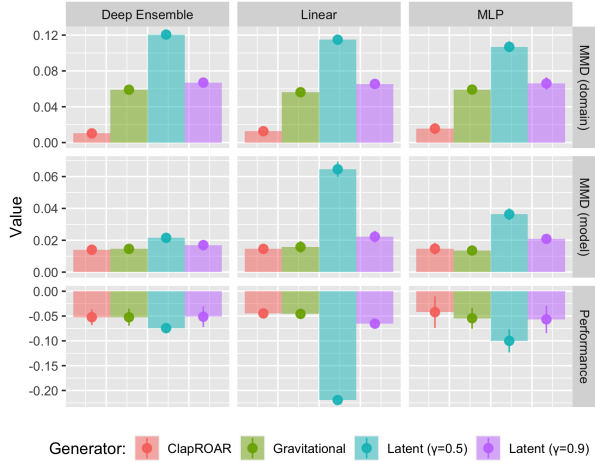 Deep Ensemble Linear MLP
0.12
0.08
0.04
0.00
MMD (domain)
0.06
0.04
0.02
0.00
MMD (model)
0.00
-0.05
-0.10
-0.15
-0.20
Performance
Value
Generator: ClapROAR Gravitational Latent (γ=0.5) Latent (γ=0.9)